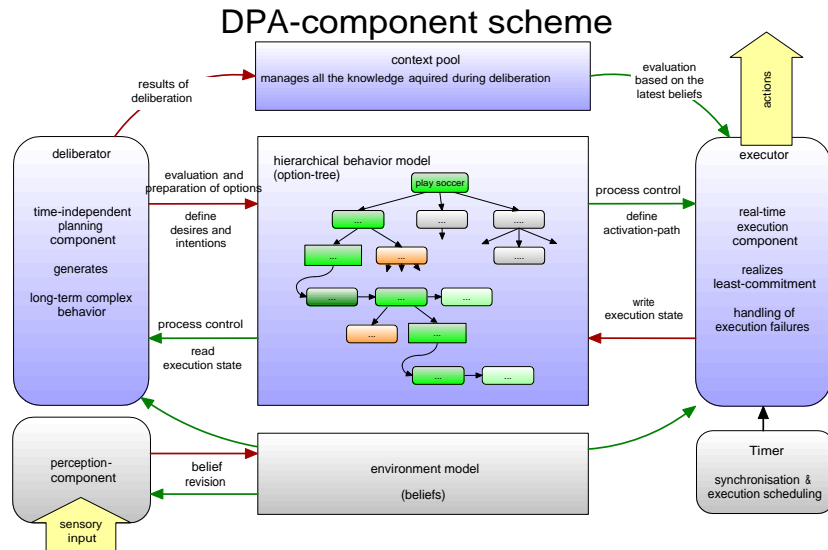 DPA-component scheme
context pool
manages all the knowledge aquired during deliberation
results of
deliberation
evaluation
based on the
latest beliefs
actions
deliberator
time-independent
planning
component
generates
long-term complex
behavior
evaluation and
preparation of options
define
desires and
intentions
process control
read
execution state
hierarchical behavior model
(option-tree)
play soccer
...
...
....
...
...
....
...
...
...
...
...
...
...
process control
define
activation-path
write
execution state
executor
real-time
execution
component
realizes
least-commitment
handling of
execution failures
perception-
component
sensory
input
belief
revision
environment model
(beliefs)
Timer
synchronisation &
execution scheduling